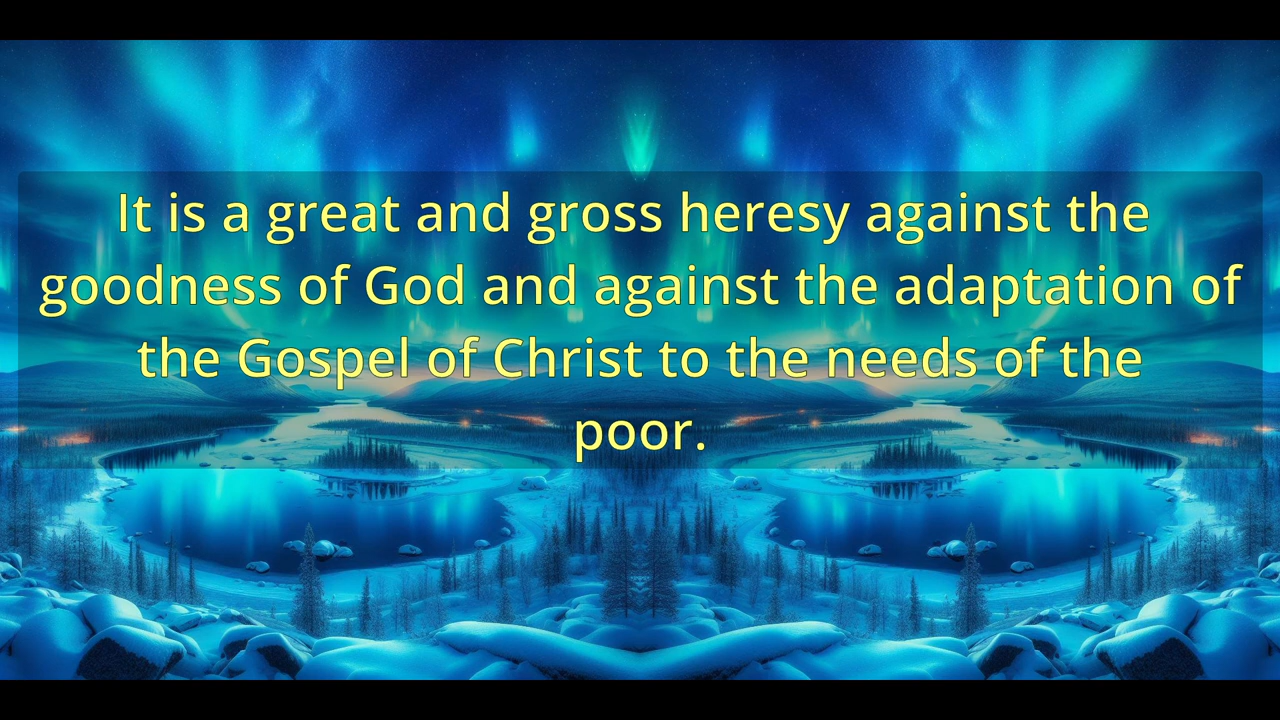 It is a great and gross heresy against the
goodness of God and against the adaptation of
the Gospel of Christ to the needs of the
poor.